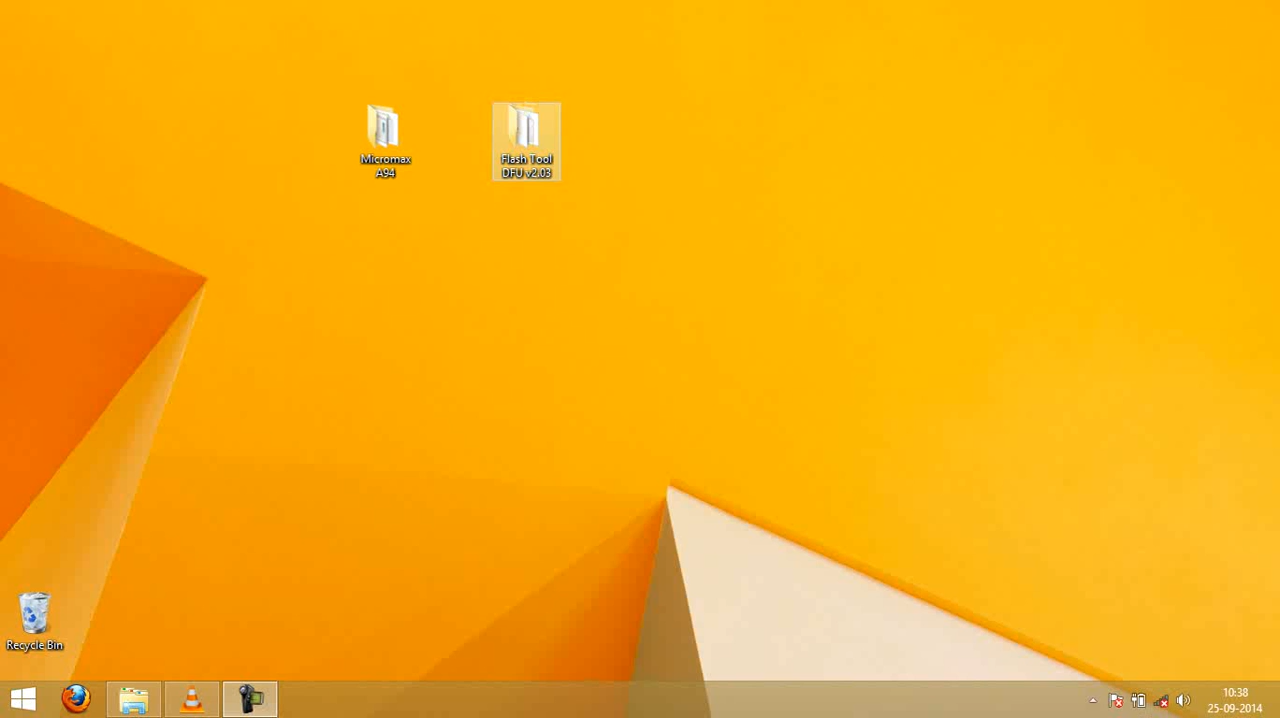 Micromax
A94
Flash Tool
DFU v2.03
Recycle Bin
10:38
25-09-2014